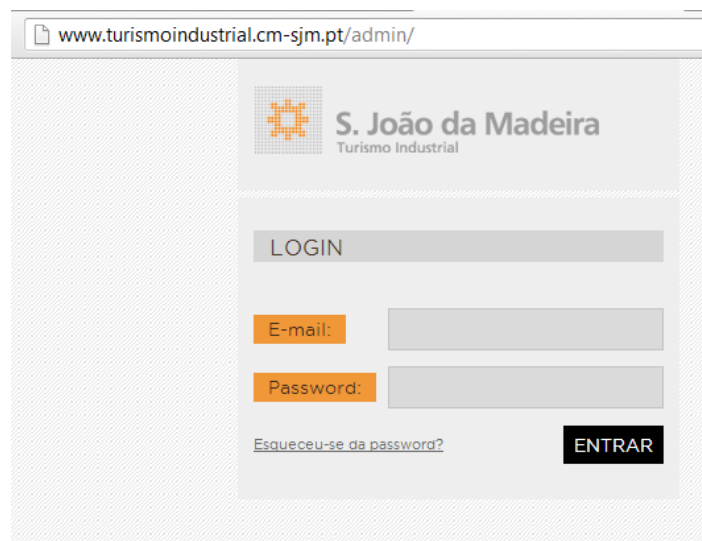 www.turismoindustrial.cm-sjm.pt/admin/
S. João da Madeira
Turismo Industrial
LOGIN
E-mail:
Password:
Esqueceu-se da password?
ENTRAR